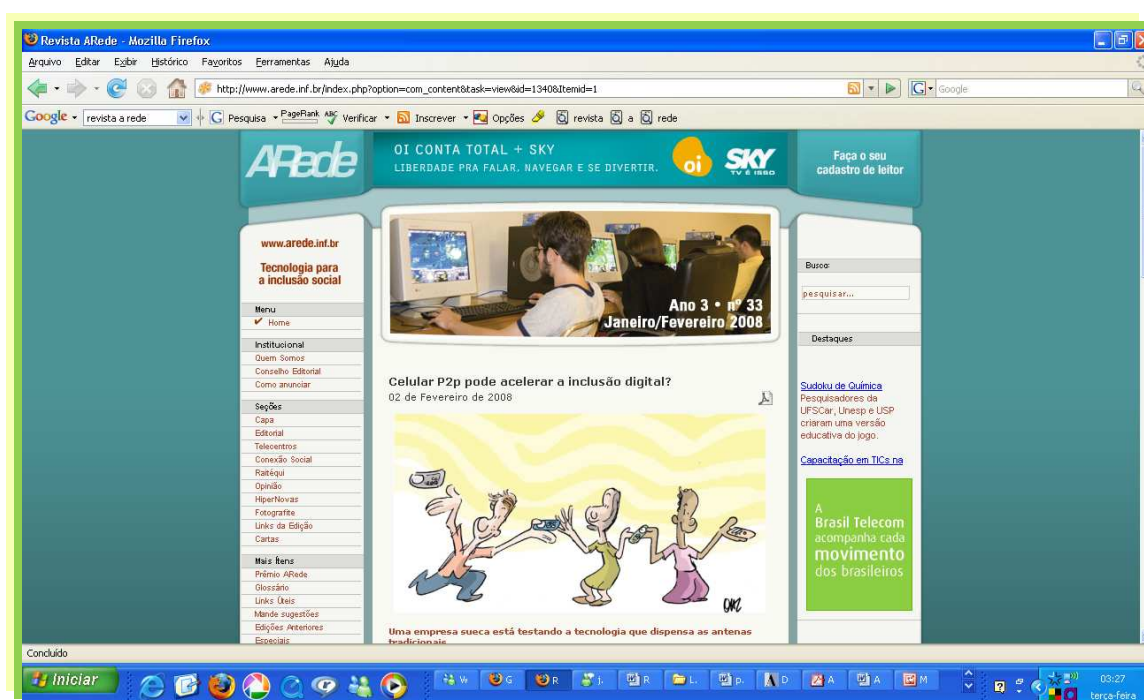 Revista ARede - Mozilla Firefox
Arquivo Editar Exibir Histórico Favoritos Ferramentas Ajuda
http://www.arede.inf.br/index.php?option=com_content&task=view&id=1340&Itemid=1
Google
Google revista a rede G Pesquisa PageRank ABC Verificar Inscrever Opções revista a rede
ARede
OI CONTA TOTAL + SKY
LIBERDADE PRA FALAR, NAVEGAR E SE DIVERTIR.
oi
SKY
TV É ISSO
Faça o seu
cadastro de leitor
www.arede.inf.br
Tecnologia para
a inclusão social
Menu
Home
Institucional
Quem Somos
Conselho Editorial
Como anunciar
Seções
Capa
Editorial
Telecentros
Conexão Social
Raitéqui
Opinião
HiperNovas
Fotografite
Links da Edição
Cartas
Mais Ítens
Prêmio ARede
Glossário
Links Úteis
Mande sugestões
Edições Anteriores
Especiais
Ano 3 • nº 33
Janeiro/Fevereiro 2008
Celular P2p pode acelerar a inclusão digital?
02 de Fevereiro de 2008
Uma empresa sueca está testando a tecnologia que dispensa as antenas
tradicionais
Busca:
pesquisar...
Destaques
Sudoku de Química
Pesquisadores da
UFSCar, Unesp e USP
criaram uma versão
educativa do jogo.
Capacitação em TICs na
A
Brasil Telecom
acompanha cada
movimento
dos brasileiros
Concluído
Iniciar
W G R j. R L. p. D A A M
03:27
terça-feira